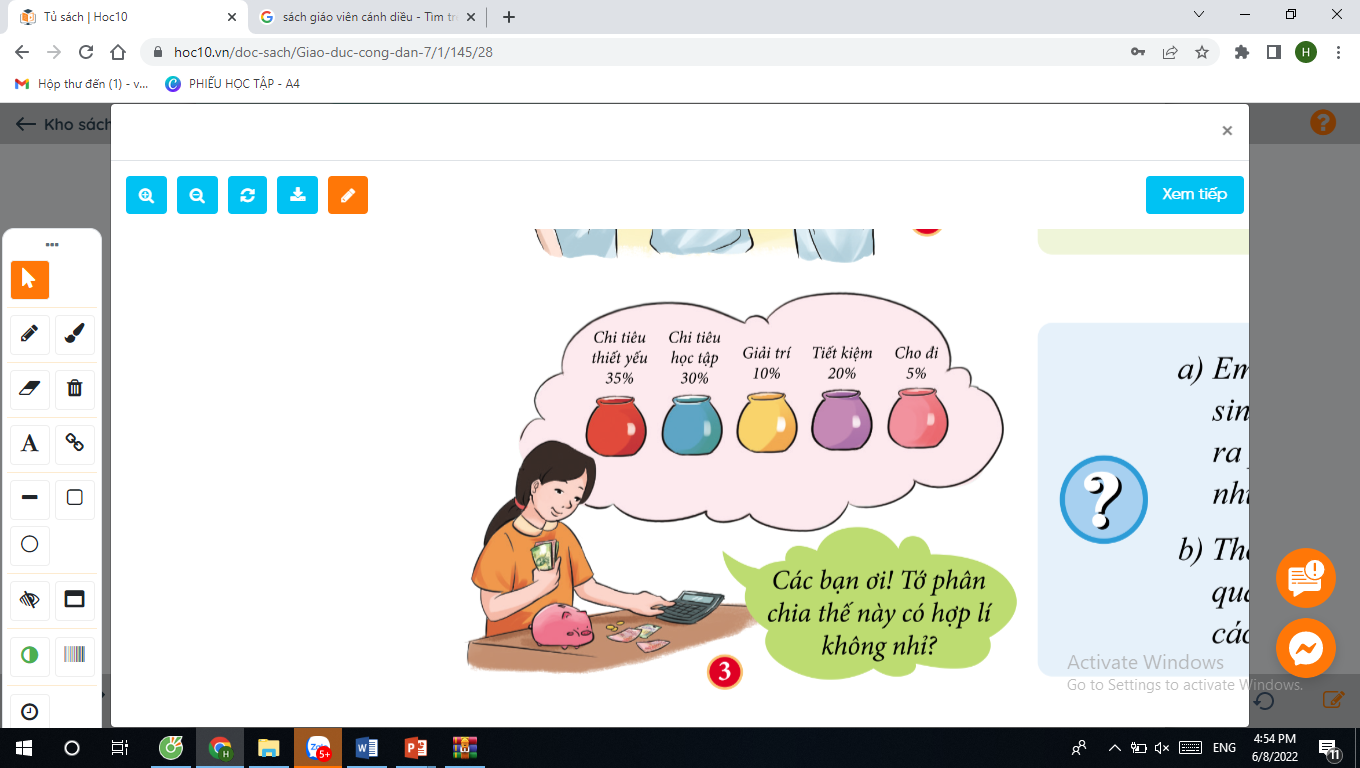 Tủ sách | Hoc10
sách giáo viên cánh diều - Tìm tr
hoc10.vn/doc-sach/Giao-duc-cong-dan-7/1/145/28
H
Hộp thư đến (1) - v...
PHIẾU HỌC TẬP - A4
Kho sách
Xem tiếp
Chi tiêu
thiết yếu
35%
Chi tiêu
học tập
30%
Giải trí
10%
Tiết kiệm
20%
Cho đi
5%
a) Em
sin
ra
b) Th
qu
các
?
Các bạn ơi! Tớ phân
chia thế này có hợp lí
không nhỉ?
3
A
Activate Windows
Go to Settings to activate Windows.
Zalo
5+
ENG
4:54 PM
6/8/2022
11